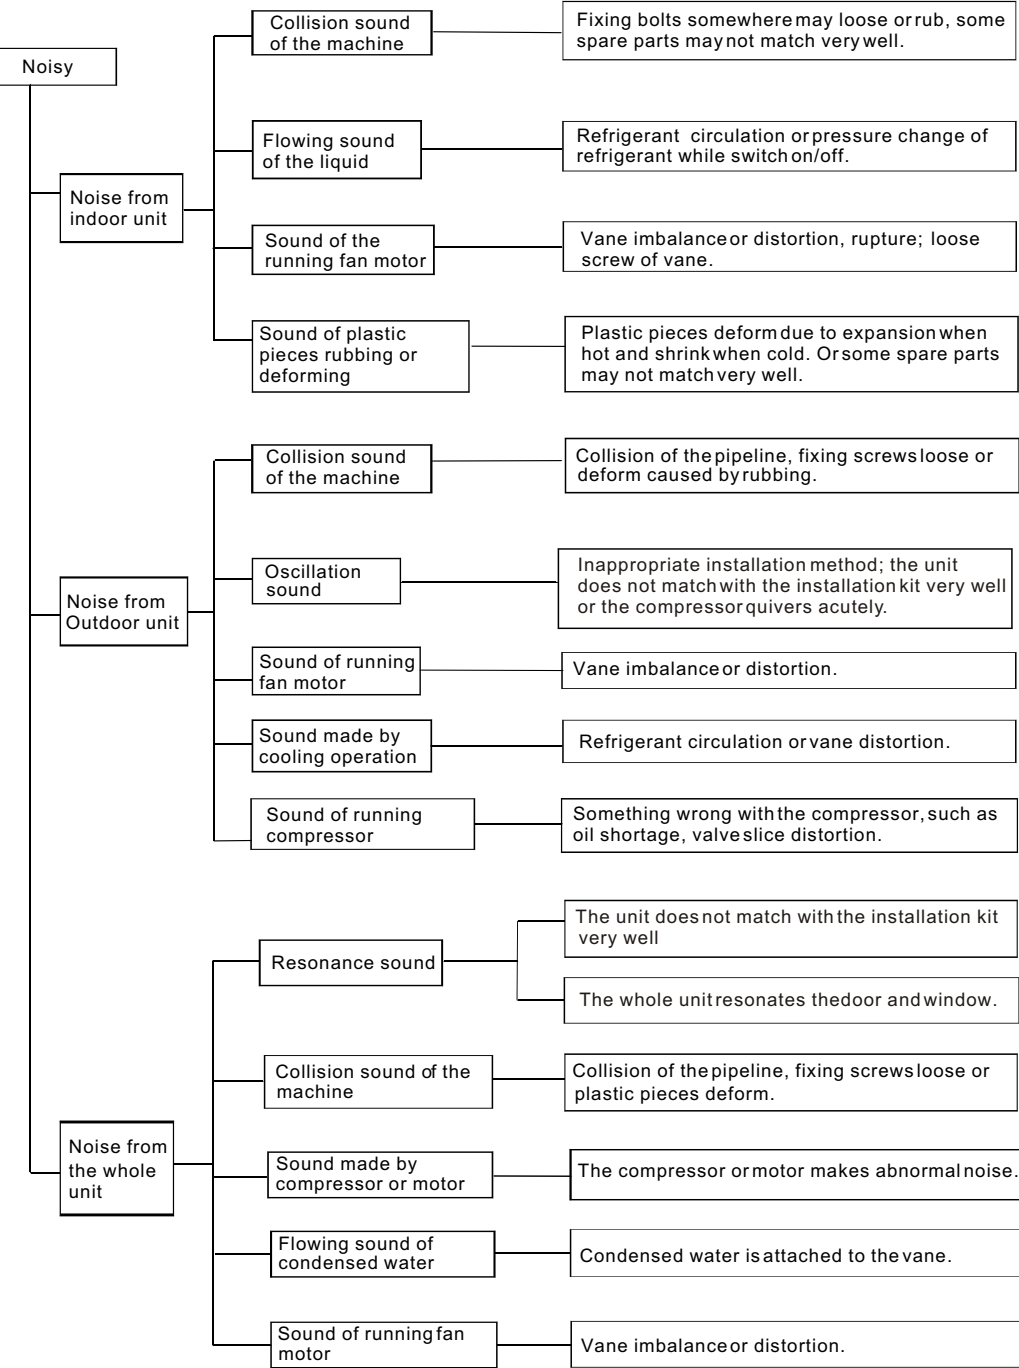 Noisy
Noise from
indoor unit
Collision sound
of the machine
Fixing bolts somewhere may loose or rub, some
spare parts may not match very well.
Flowing sound
of the liquid
Refrigerant circulation or pressure change of
refrigerant while switch on/off.
Sound of the
running fan motor
Vane imbalance or distortion, rupture; loose
screw of vane.
Sound of plastic
pieces rubbing or
deforming
Plastic pieces deform due to expansion when
hot and shrink when cold. Or some spare parts
may not match very well.
Noise from
Outdoor unit
Collision sound
of the machine
Collision of the pipeline, fixing screws loose or
deform caused by rubbing.
Oscillation
sound
Inappropriate installation method; the unit
does not match with the installation kit very well
or the compressor quivers acutely.
Sound of running
fan motor
Vane imbalance or distortion.
Sound made by
cooling operation
Refrigerant circulation or vane distortion.
Sound of running
compressor
Something wrong with the compressor, such as
oil shortage, valve slice distortion.
Noise from
the whole
unit
Resonance sound
The unit does not match with the installation kit
very well
The whole unit resonates thedoor and window.
Collision sound of the
machine
Collision of the pipeline, fixing screws loose or
plastic pieces deform.
Sound made by
compressor or motor
The compressor or motor makes abnormal noise.
Flowing sound of
condensed water
Condensed water is attached to the vane.
Sound of running fan
motor
Vane imbalance or distortion.